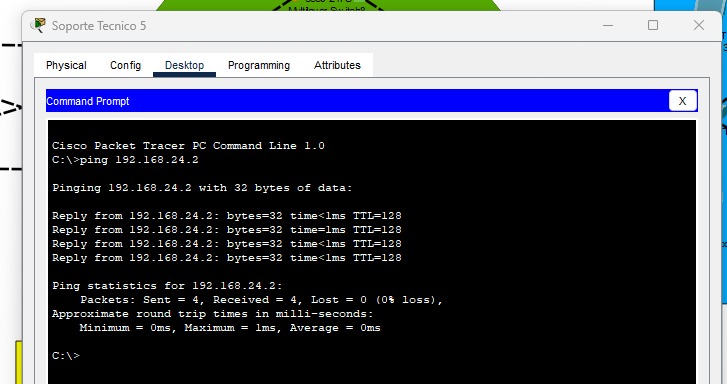 Multilayer Switch8
Soporte Tecnico 5
Physical Config Desktop Programming Attributes
Command Prompt
X
Cisco Packet Tracer PC Command Line 1.0
C:\>ping 192.168.24.2
Pinging 192.168.24.2 with 32 bytes of data:
Reply from 192.168.24.2: bytes=32 time<1ms TTL=128
Reply from 192.168.24.2: bytes=32 time=1ms TTL=128
Reply from 192.168.24.2: bytes=32 time<1ms TTL=128
Reply from 192.168.24.2: bytes=32 time<1ms TTL=128
Ping statistics for 192.168.24.2:
Packets: Sent = 4, Received = 4, Lost = 0 (0% loss),
Approximate round trip times in milli-seconds:
Minimum = 0ms, Maximum = 1ms, Average = 0ms
C:\>